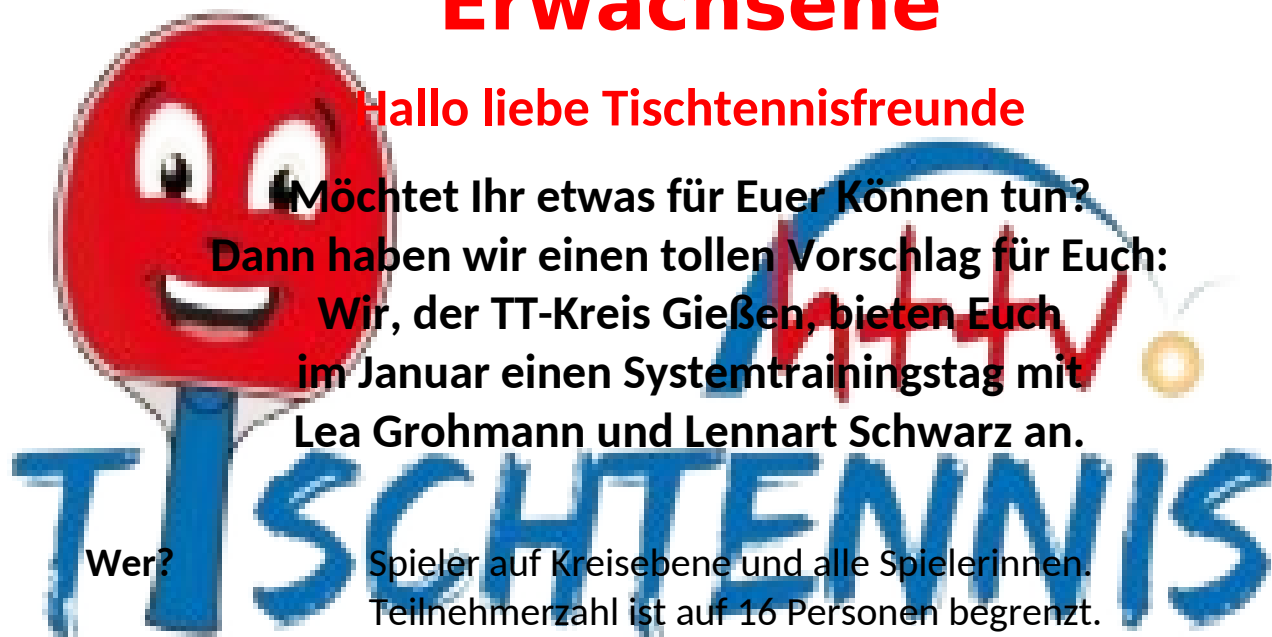 Erwachsene
Hallo liebe Tischtennisfreunde
Möchtet Ihr etwas für Euer Können tun?
Dann haben wir einen tollen Vorschlag für Euch:
Wir, der TT-Kreis Gießen, bieten Euch
im Januar einen Systemtrainingstag mit
Lea Grohmann und Lennart Schwarz an.
httv
TISCHTENNIS
Wer? Spieler auf Kreisebene und alle Spielerinnen.
Teilnehmerzahl ist auf 16 Personen begrenzt.